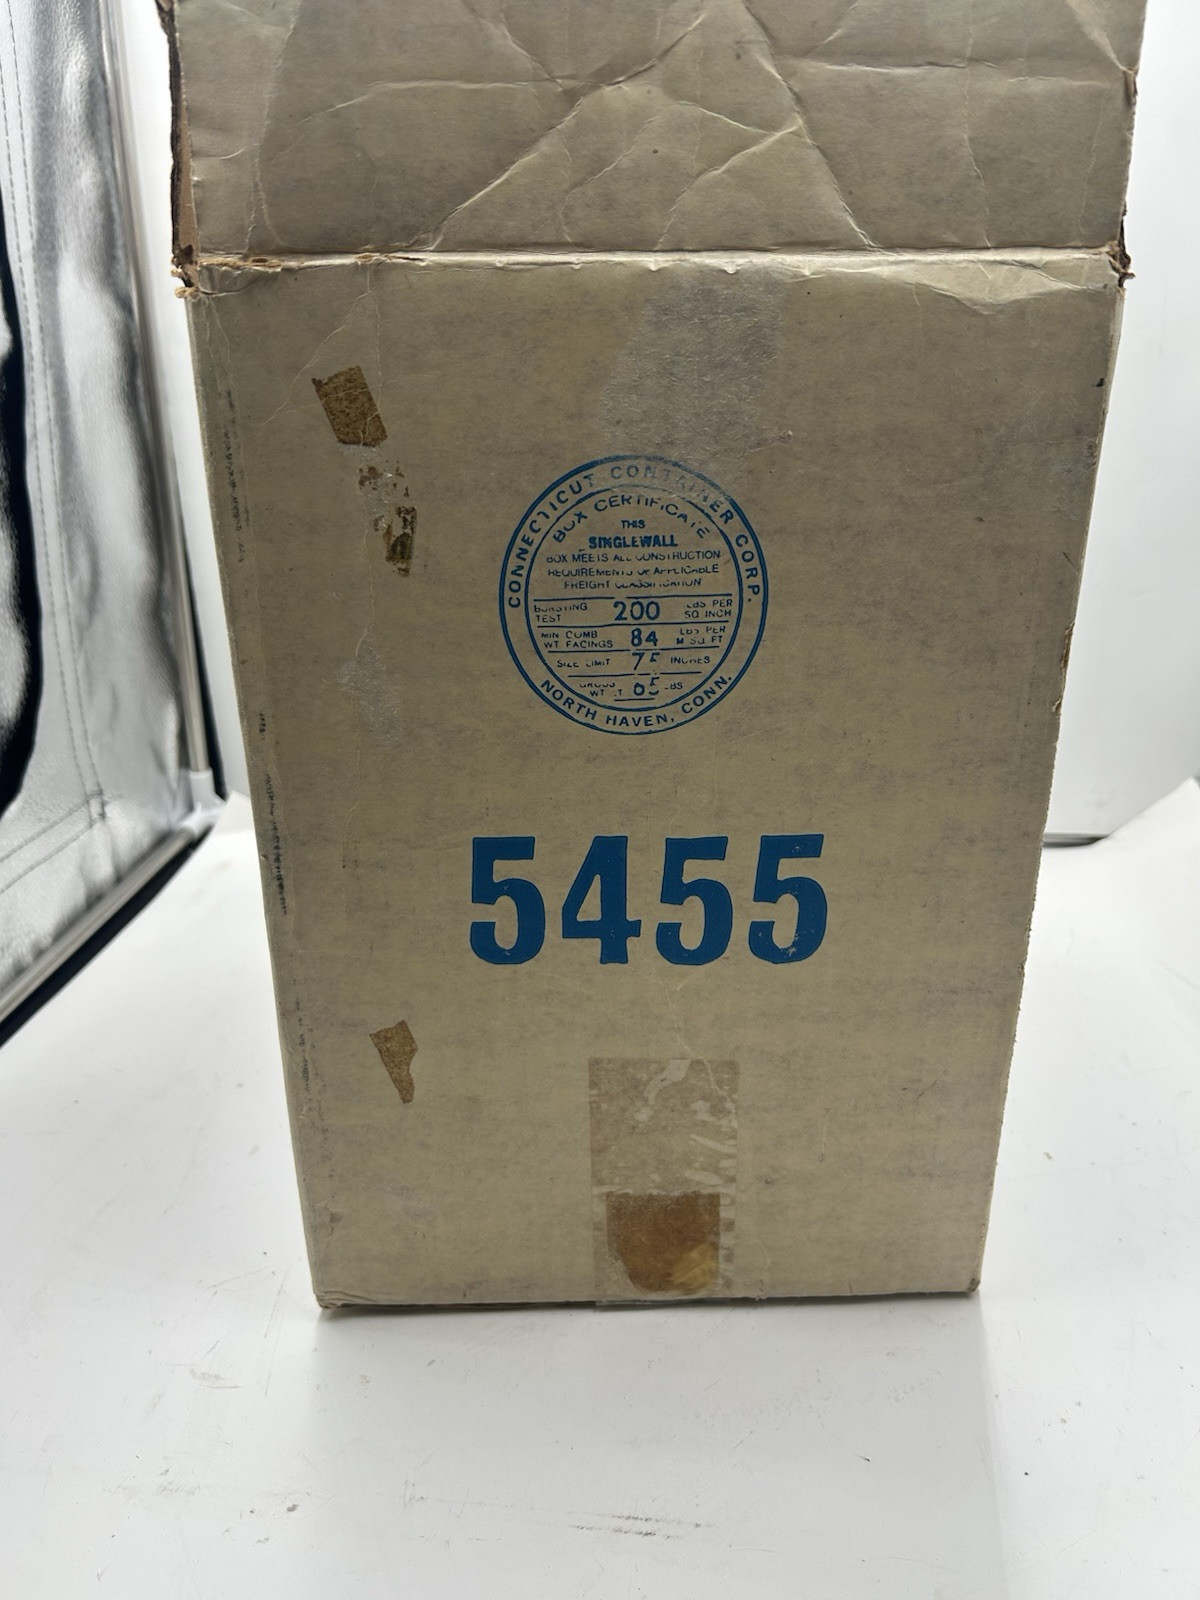 CONNECTICUT CONTAINER CORP.
BOX CERTIFICATE
THIS
SINGLEWALL
BOX MEETS ALL CONSTRUCTION
REQUIREMENTS OF APPLICABLE
FREIGHT CLASSIFICATION
BURSTING TEST 200 LBS PER SQ INCH
MIN COMB WT FACINGS 84 LBS PER M SQ FT
SIZE LIMIT 75 INCHES
GROSS WT LT 65 LBS
NORTH HAVEN, CONN.
5455